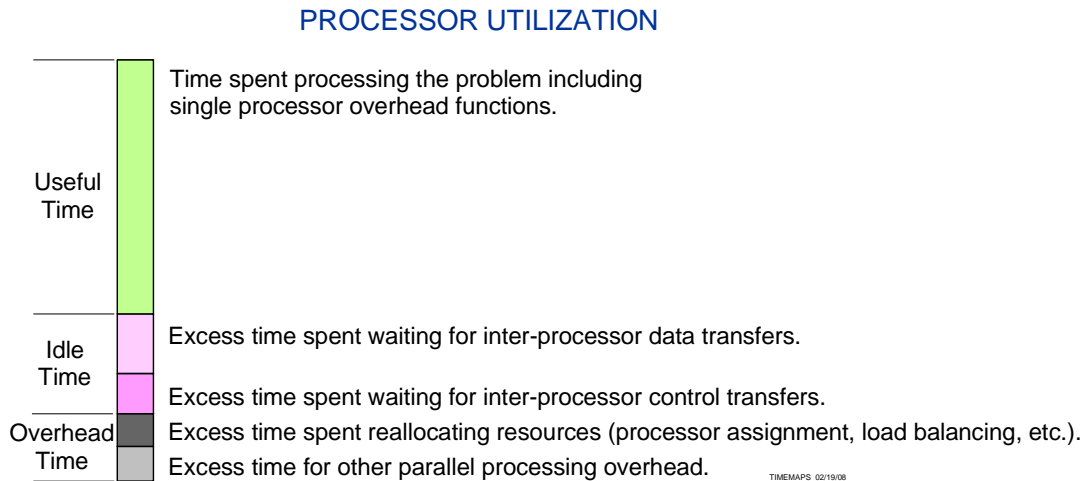 PROCESSOR UTILIZATION
Time spent processing the problem including
single processor overhead functions.
Useful
Time
Excess time spent waiting for inter-processor data transfers.
Idle
Time
Excess time spent waiting for inter-processor control transfers.
Overhead
Time
Excess time spent reallocating resources (processor assignment, load balancing, etc.).
Excess time for other parallel processing overhead.
TIMEMAPS 02/19/08